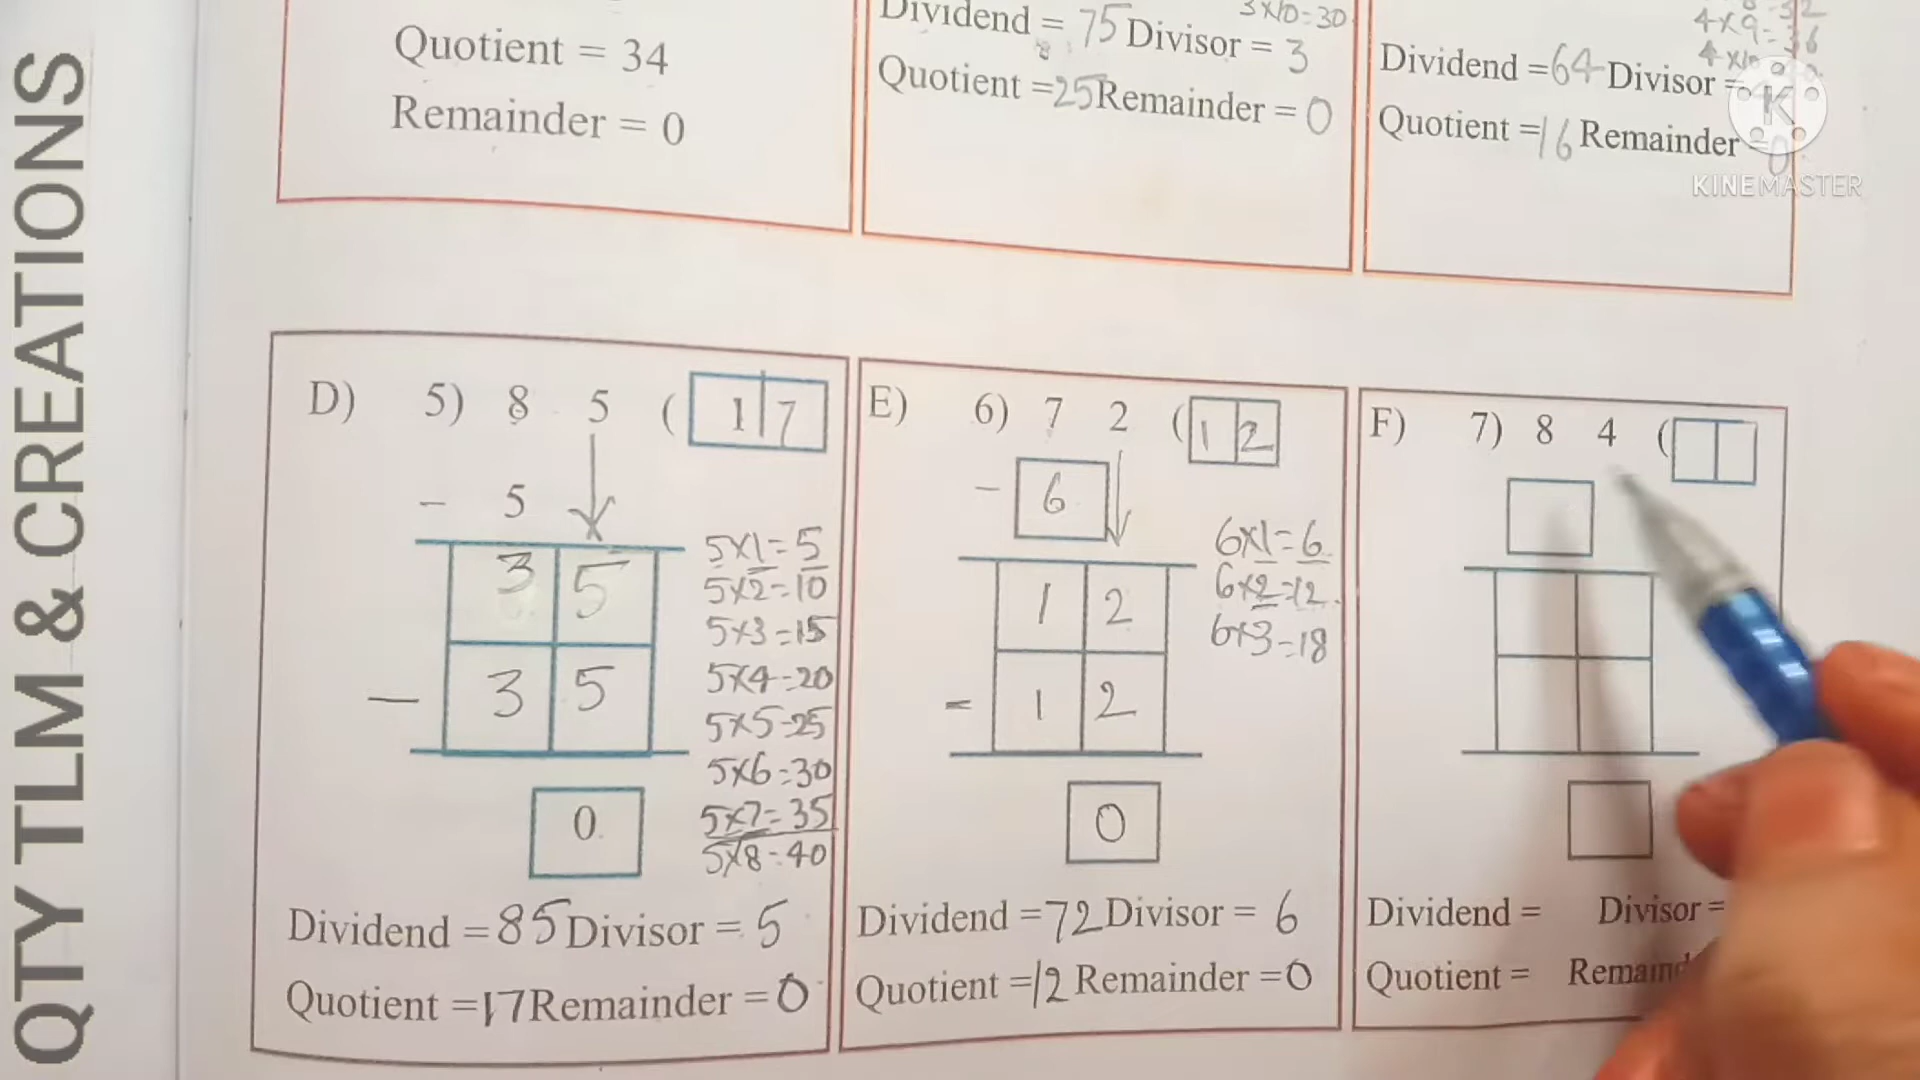 QTY TLM & CREATIONS
Quotient = 34
Remainder = 0
3×10=30
Dividend = 75 Divisor = 3
Quotient =25 Remainder = 0
4×9=36
Dividend =64 Divisor =
Quotient =16 Remainder =0
KINEMASTER
D) 5) 8 5 ( 1 7
- 5
3 5
- 3 5
0
5×1=5
5×2=10
5×3=15
5×4=20
5×5=25
5×6=30
5×7=35
5×8=40
Dividend =85 Divisor = 5
Quotient =17 Remainder =0
E) 6) 7 2 ( 1 2
- 6
1 2
- 1 2
0
6×1=6
6×2=12
6×3=18
Dividend =72 Divisor = 6
Quotient =12 Remainder =0
F) 7) 8 4 (
Dividend = Divisor =
Quotient =